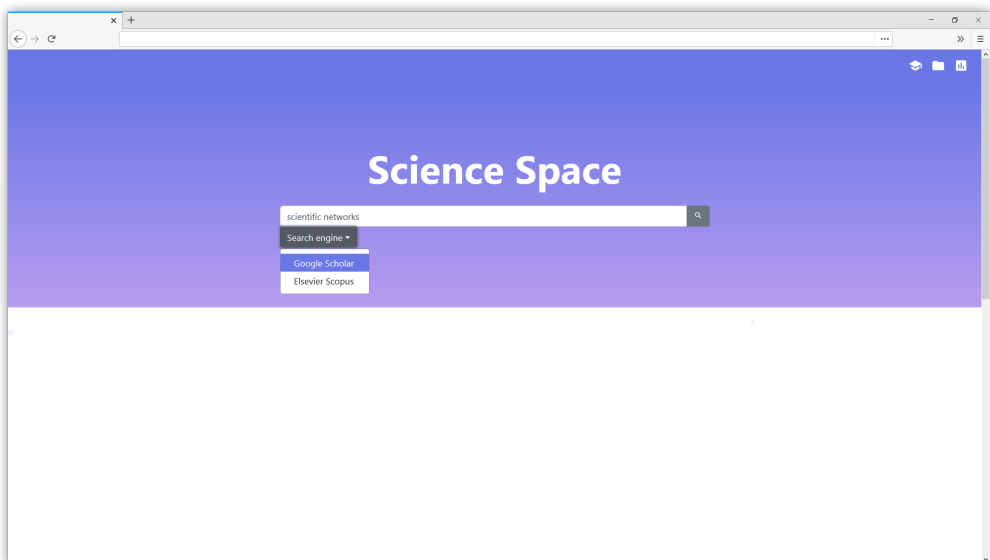 Science Space
scientific networks
Search engine
Google Scholar
Elsevier Scopus